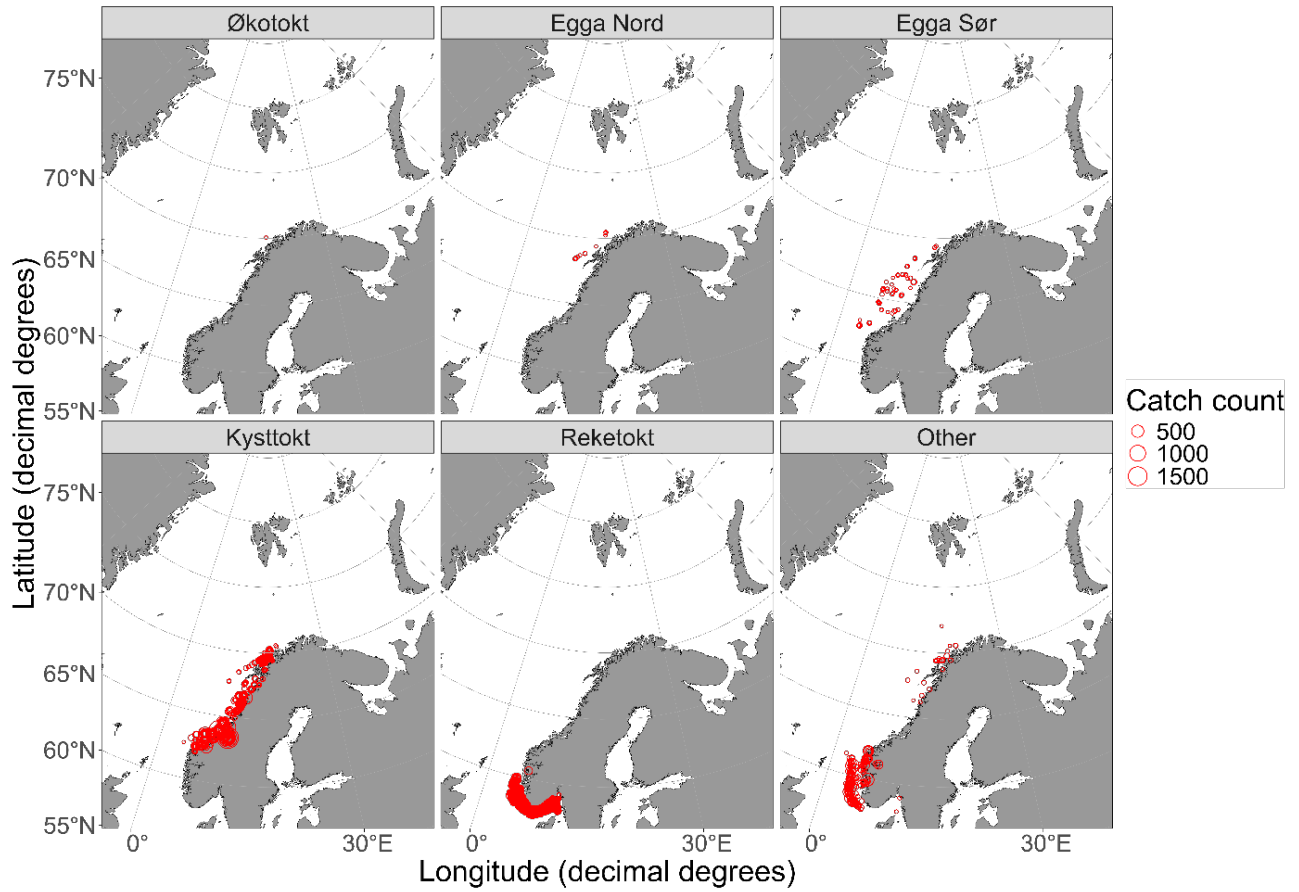 Økotokt
Egga Nord
Egga Sør
75°N
70°N
65°N
60°N
55°N
Kysttokt
Reketokt
Other
75°N
70°N
65°N
60°N
55°N
0°
30°E
0°
30°E
0°
30°E
Latitude (decimal degrees)
Longitude (decimal degrees)
Catch count
500
1000
1500